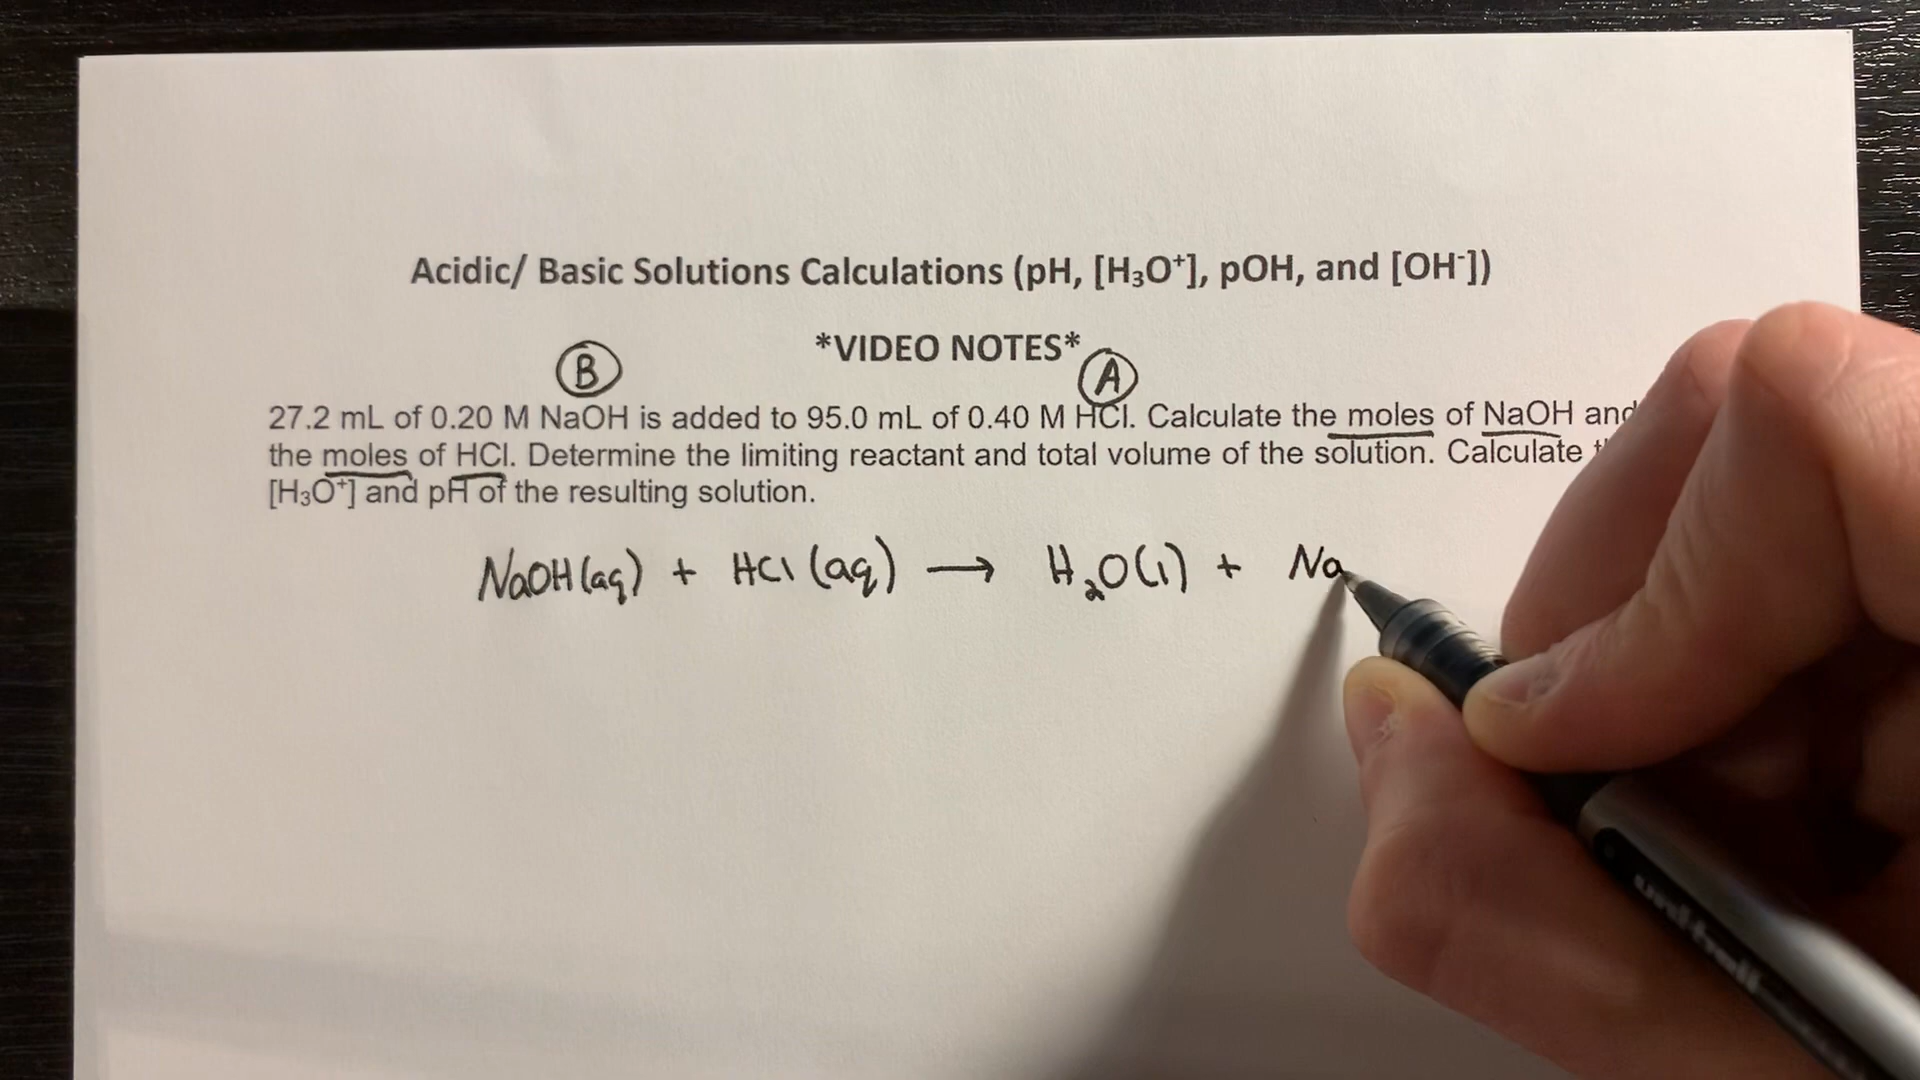 Acidic/ Basic Solutions Calculations (pH, [H₃O⁺], pOH, and [OH⁻])
*VIDEO NOTES*
B A
27.2 mL of 0.20 M NaOH is added to 95.0 mL of 0.40 M HCl. Calculate the moles of NaOH and
the moles of HCl. Determine the limiting reactant and total volume of the solution. Calculate
[H₃O⁺] and pH of the resulting solution.
NaOH(aq) + HCl(aq) → H₂O(l) + Na